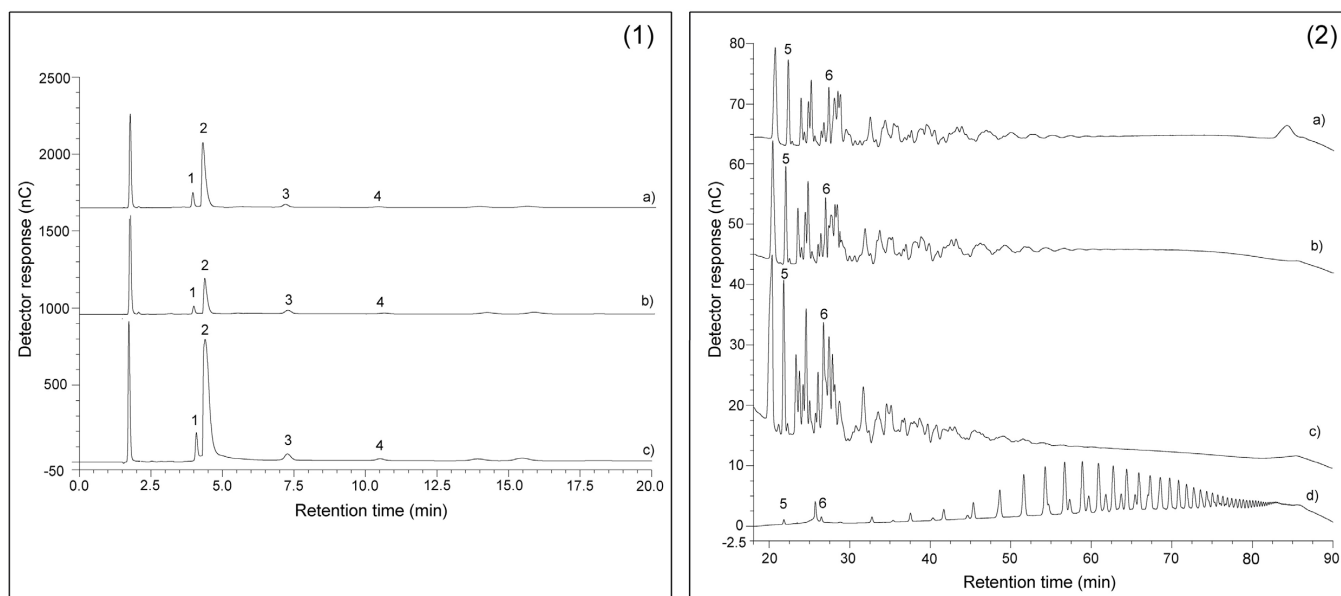 (1)
Detector response (nC)
2500
2000
1500
1000
500
-50
1
2
3
4
a)
1
2
3
4
b)
1
2
3
4
c)
0.0 2.5 5.0 7.5 10.0 12.5 15.0 17.5 20.0
Retention time (min)
(2)
Detector response (nC)
80
70
60
50
40
30
20
10
0
-2.5
5
6
a)
5
6
b)
5
6
c)
5
6
d)
20 30 40 50 60 70 80 90
Retention time (min)